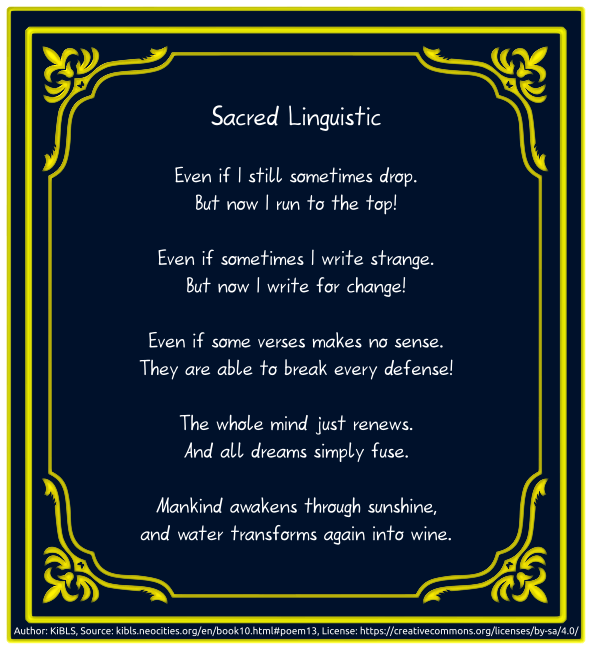 Sacred Linguistic
Even if I still sometimes drop.
But now I run to the top!
Even if sometimes I write strange.
But now I write for change!
Even if some verses makes no sense.
They are able to break every defense!
The whole mind just renews.
And all dreams simply fuse.
Mankind awakens through sunshine,
and water transforms again into wine.
Author: KiBLS, Source: kibls.neocities.org/en/book10.html#poem13, License: https://creativecommons.org/licenses/by-sa/4.0/